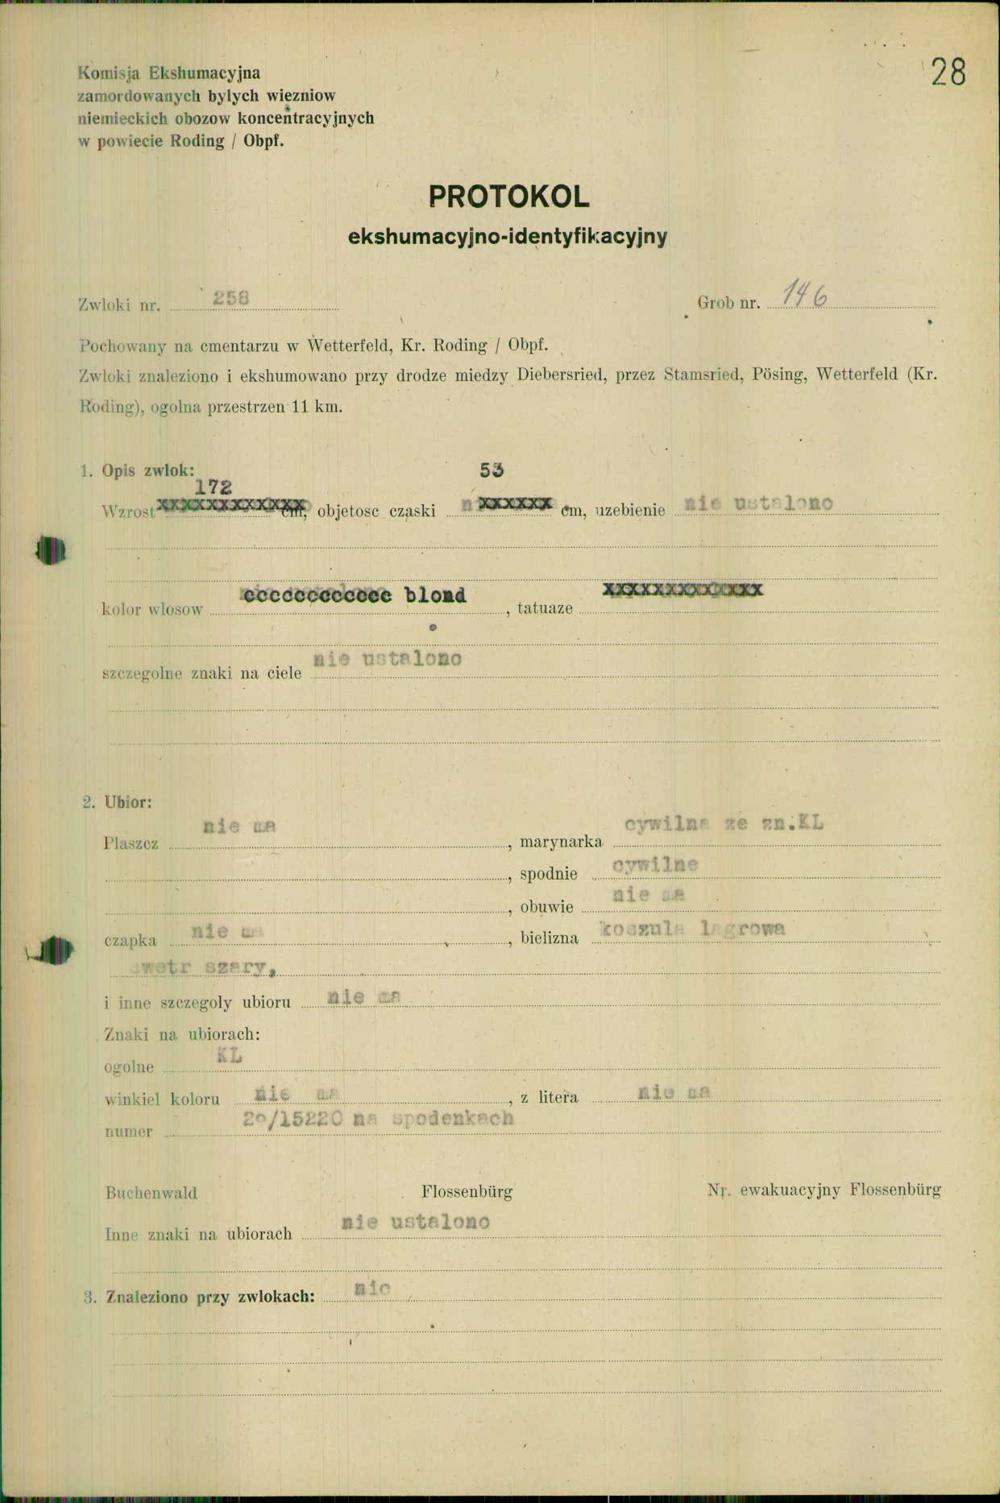 28
Komisja Ekshumacyjna
zamordowanych bylych więzniow
niemieckich obozow koncentracyjnych
w powiecie Roding / Obpf.
PROTOKOL
ekshumacyjno-identyfikacyjny
Zwloki nr. 258 Grob nr. 146
Pochowany na cmentarzu w Wetterfeld, Kr. Roding / Obpf.
Zwloki znaleziono i ekshumowano przy drodze miedzy Diebersried, przez Stamsried, Pösing, Wetterfeld (Kr.
Roding), ogolna przestrzen 11 km.
1. Opis zwlok:
172 53
Wzrost xxxxxxxxxxxx cm, objetosc czaski n xxxxxx cm, uzebienie nie ustalono
kolor wlosow cccccccccccc blond , tatuaze xxxxxxxxxxxxx
szczegolne znaki na ciele nie ustalono
2. Ubior:
Plaszcz nie ma , marynarka cywilna ze zn.KL
, spodnie cywilne
, obuwie nie ma
czapka nie ma , bielizna koszula lagrowa
swetr szary,
i inne szczegoly ubioru nie ma
Znaki na ubiorach:
ogolne KL
winkiel koloru nie ma , z litera nie ma
numer 20/15220 na spodenkach
Buchenwald Flossenbürg Nr. ewakuacyjny Flossenbürg
Inne znaki na ubiorach nie ustalono
3. Znaleziono przy zwlokach: nic